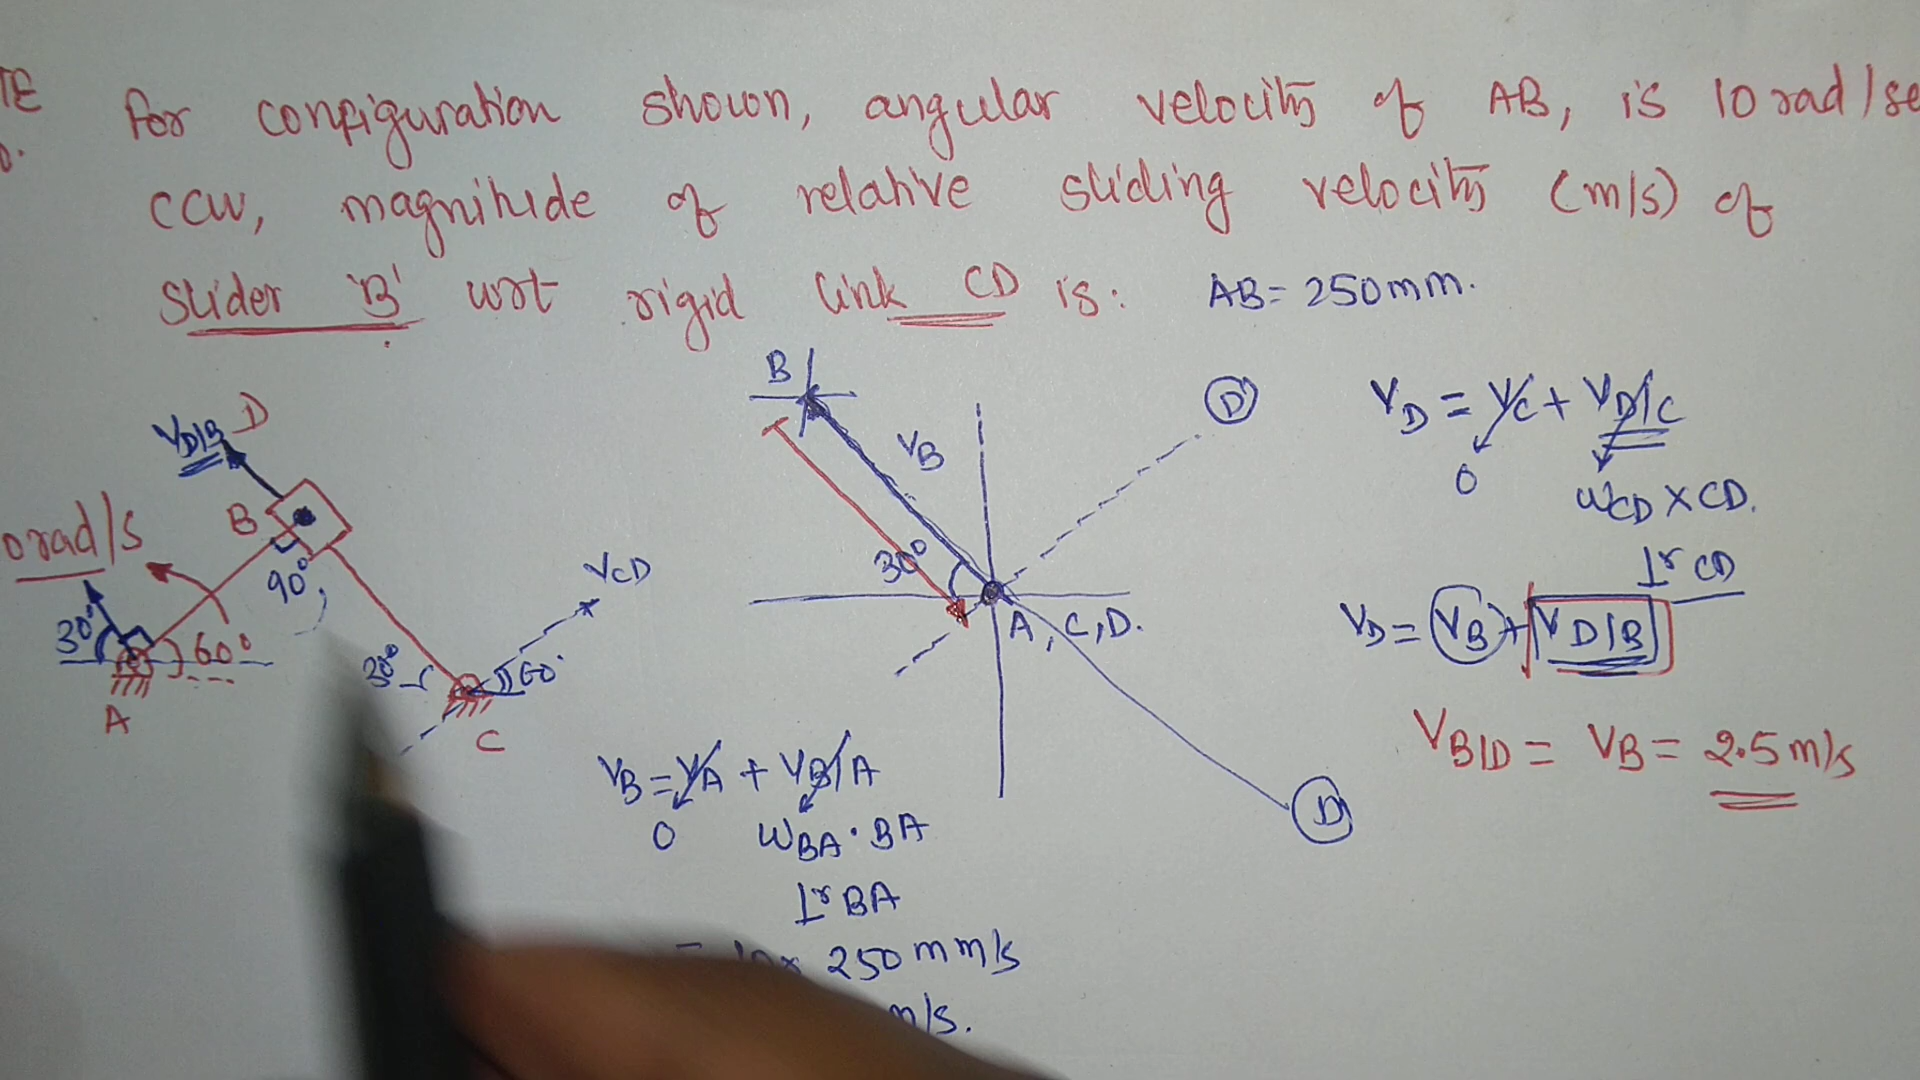 For configuration shown, angular velocity of AB, is 10 rad/se
CCW, magnitude of relative sliding velocity (m/s) of
slider 'B' wrt rigid link CD is: AB = 250mm.
VD/B D
B
0rad/s
90°
30°
60°
A
30°
60°
C
VCD
B
VB
30°
A, C, D.
D
D
VB = VA + VB/A
0 ωBA · BA
⊥r BA
= 10x 250 mm/s
m/s.
VD = VC + VD/C
0
ωCD X CD.
⊥r CD
VD = VB + VD/B
VB/D = VB = 2.5 m/s